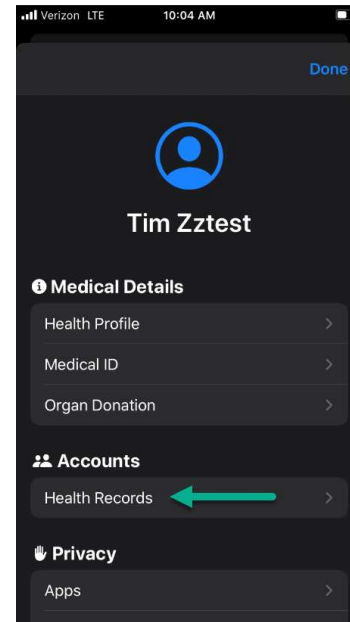 Verizon LTE 10:04 AM
Done
Tim Zztest
Medical Details
Health Profile
Medical ID
Organ Donation
Accounts
Health Records
Privacy
Apps